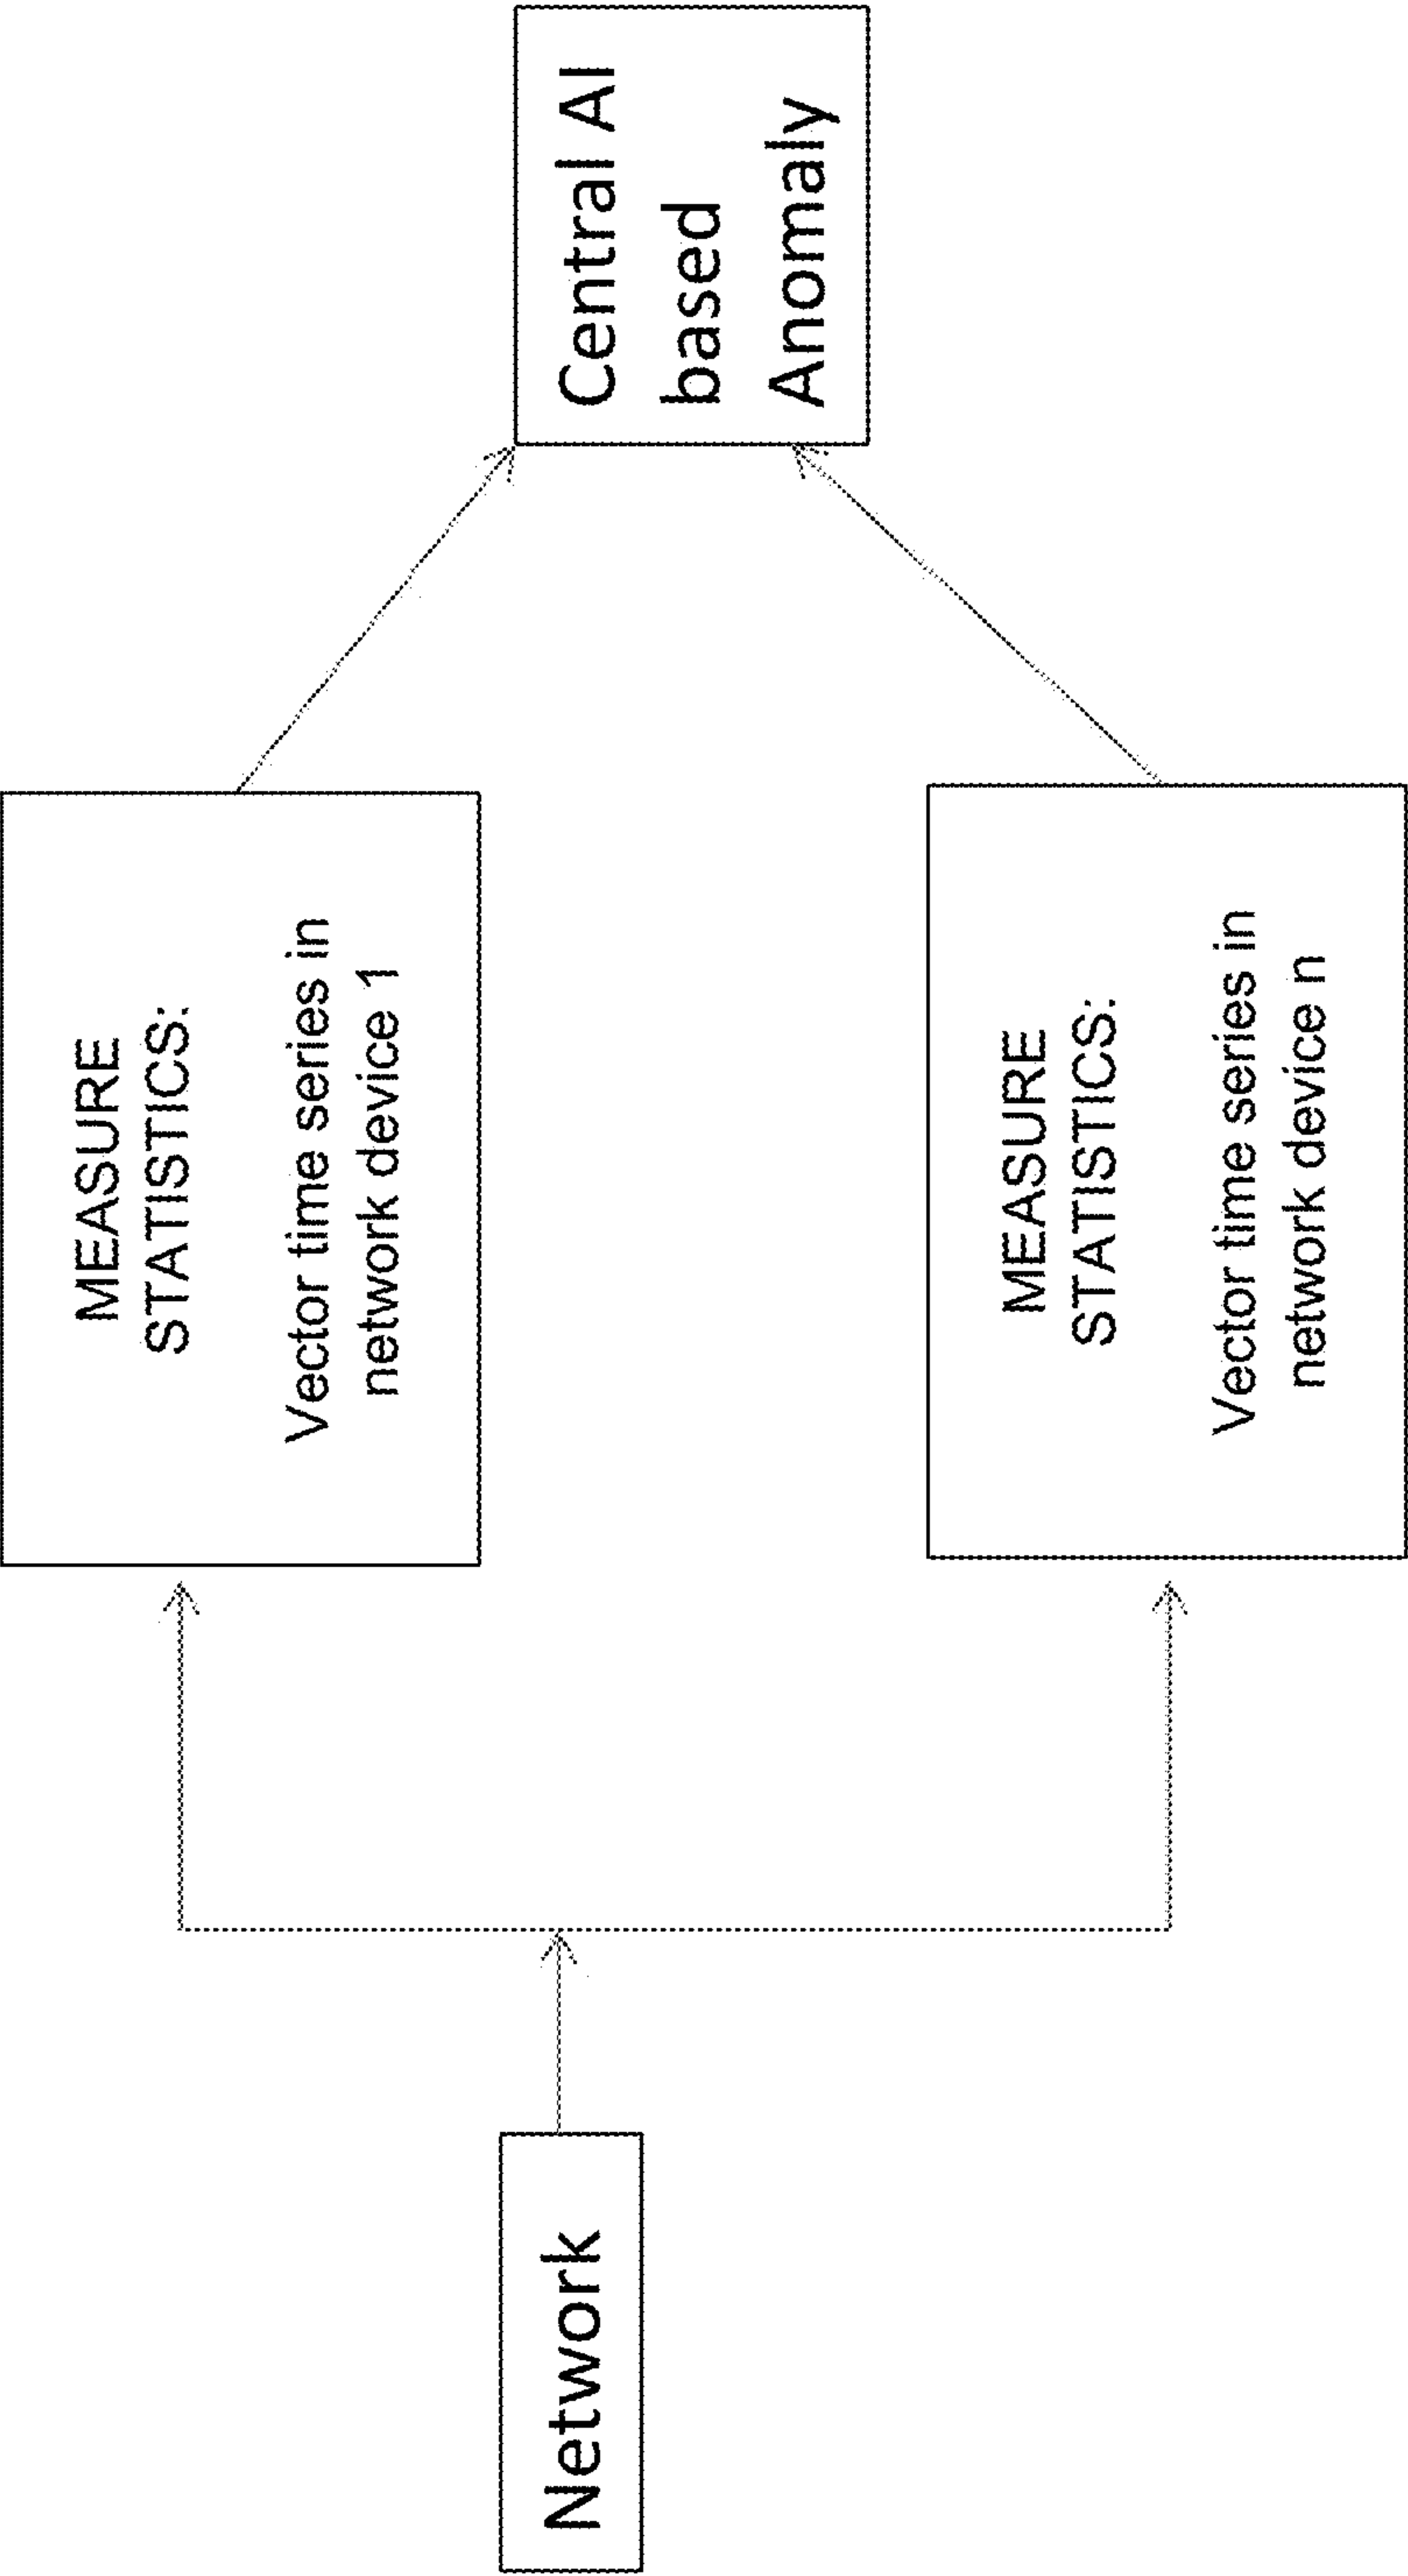 Network
MEASURE
STATISTICS:
Vector time series in
network device 1
MEASURE
STATISTICS:
Vector time series in
network device n
Central AI
based
Anomaly